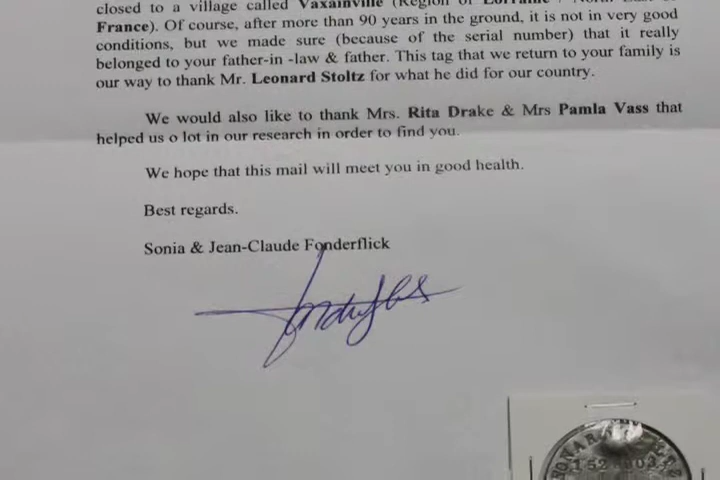 closed to a village called Vaxainville (Region of Lorraine / North East of
France). Of course, after more than 90 years in the ground, it is not in very good
conditions, but we made sure (because of the serial number) that it really
belonged to your father-in -law & father. This tag that we return to your family is
our way to thank Mr. Leonard Stoltz for what he did for our country.
We would also like to thank Mrs. Rita Drake & Mrs Pamla Vass that
helped us o lot in our research in order to find you.
We hope that this mail will meet you in good health.
Best regards.
Sonia & Jean-Claude Fonderflick